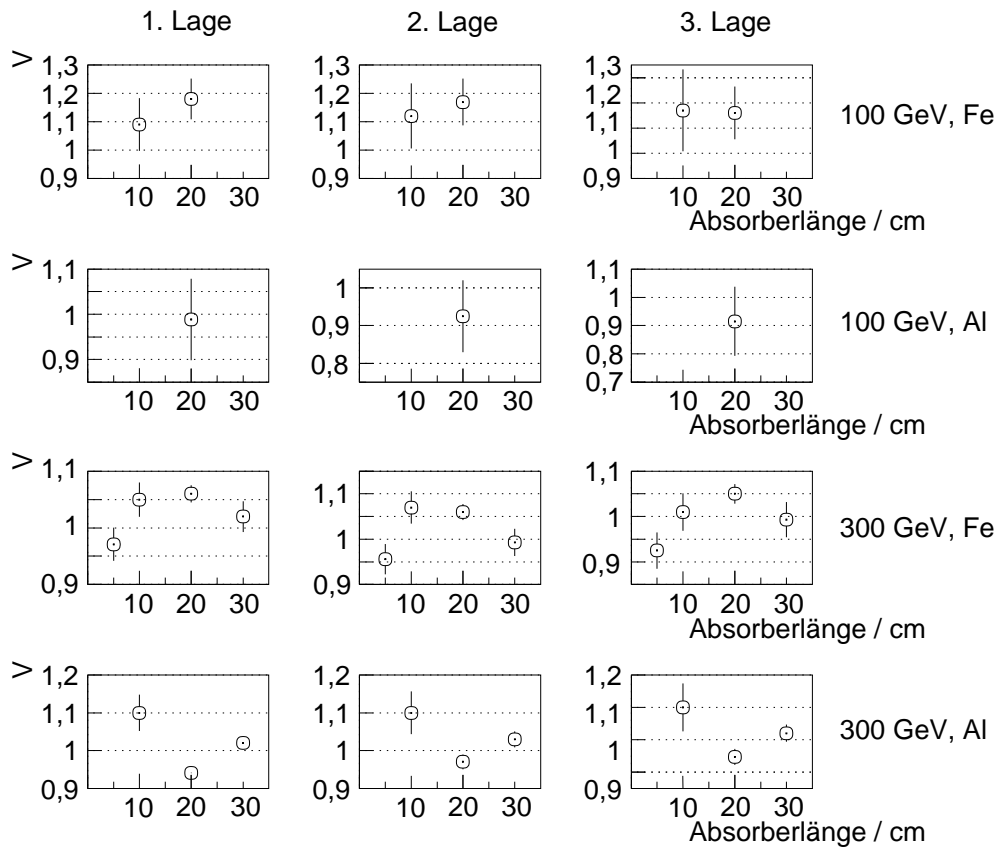 1. Lage 2. Lage 3. Lage
V 1,3 1,3 1,3
1,2 1,2 1,2
1,1 1,1 1,1
1 1 1
0,9 0,9 0,9
10 20 30 10 20 30 10 20 30
100 GeV, Fe
Absorberlänge / cm
V 1,1 1 1,1
1 0,9 1
0,9 0,8 0,9
0,8
0,7
10 20 30 10 20 30 10 20 30
100 GeV, Al
Absorberlänge / cm
V 1,1 1,1 1,1
1 1 1
0,9 0,9 0,9
10 20 30 10 20 30 10 20 30
300 GeV, Fe
Absorberlänge / cm
V 1,2 1,2 1,2
1,1 1,1 1,1
1 1 1
0,9 0,9 0,9
10 20 30 10 20 30 10 20 30
300 GeV, Al
Absorberlänge / cm